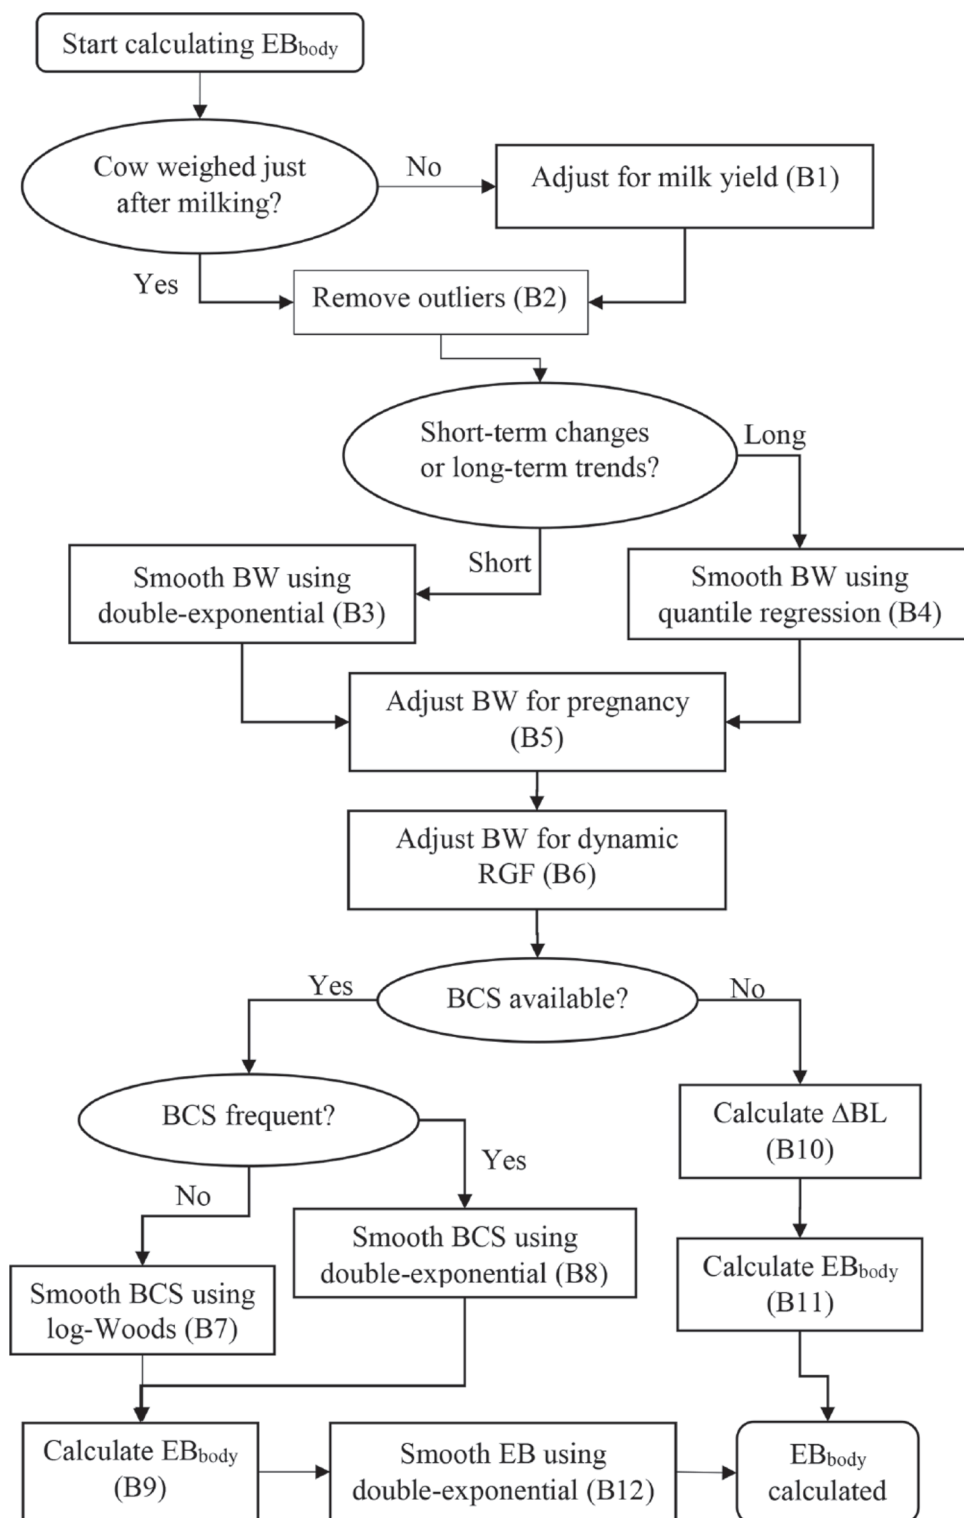 Start calculating EBbody
Cow weighed just
after milking?
No
Adjust for milk yield (B1)
Yes
Remove outliers (B2)
Short-term changes
or long-term trends?
Long
Short
Smooth BW using
double-exponential (B3)
Smooth BW using
quantile regression (B4)
Adjust BW for pregnancy
(B5)
Adjust BW for dynamic
RGF (B6)
BCS available?
Yes
No
BCS frequent?
Yes
No
Calculate ΔBL
(B10)
Smooth BCS using
double-exponential (B8)
Calculate EBbody
(B11)
Smooth BCS using
log-Woods (B7)
Calculate EBbody
(B9)
Smooth EB using
double-exponential (B12)
EBbody
calculated